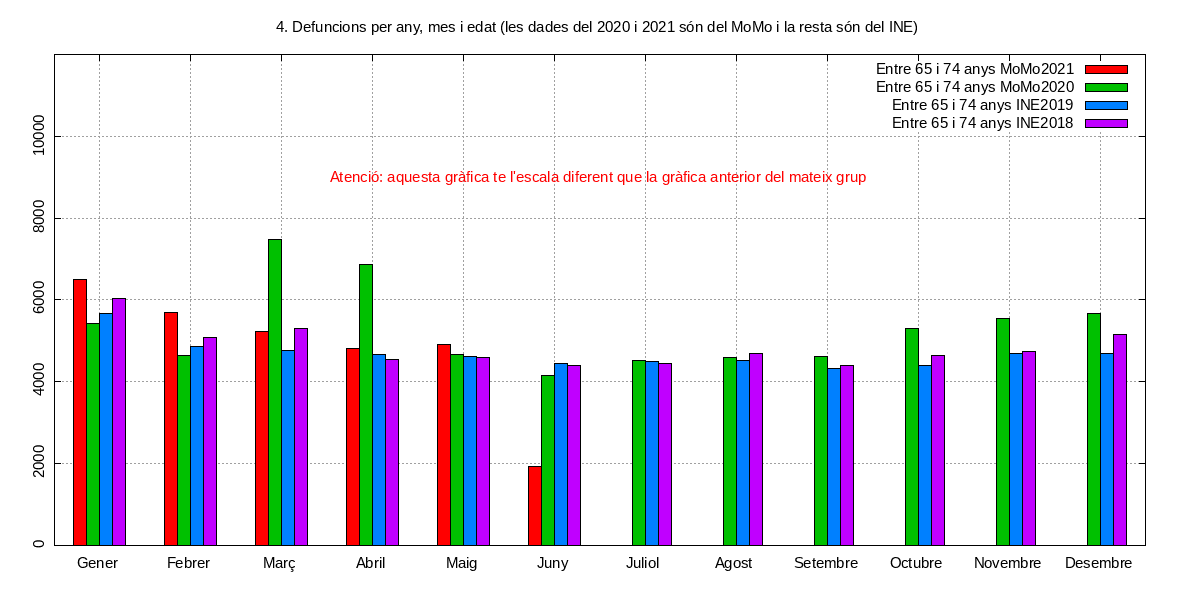 4. Defuncions per any, mes i edat (les dades del 2020 i 2021 són del MoMo i la resta són del INE)
Entre 65 i 74 anys MoMo2021
Entre 65 i 74 anys MoMo2020
Entre 65 i 74 anys INE2019
Entre 65 i 74 anys INE2018
Atenció: aquesta gràfica te l'escala diferent que la gràfica anterior del mateix grup
10000
8000
6000
4000
2000
0
Gener Febrer Març Abril Maig Juny Juliol Agost Setembre Octubre Novembre Desembre